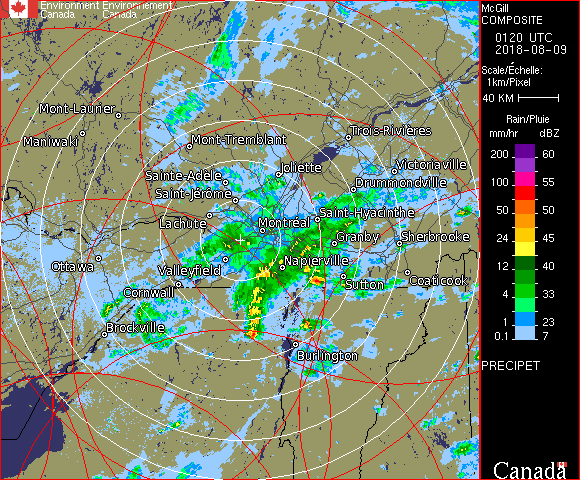 Environment Environnement
Canada Canada
Mont-Laurier
Maniwaki
Mont-Tremblant
Trois-Rivières
Joliette
Victoriaville
Sainte-Adèle
Drummondville
Saint-Jérôme
Saint-Hyacinthe
Lachute
Montréal
Granby
Sherbrooke
Ottawa
Valleyfield
Napierville
Cornwall
Sutton
Coaticook
Brockville
Burlington
McGill
COMPOSITE
0120 UTC
2018-08-09
Scale/Échelle:
1km/Pixel
40 KM
Rain/Pluie
mm/hr dBZ
200 60
150 57
100 55
50 50
24 45
12 40
4 33
1 23
0.1 7
PRECIPET
Canada